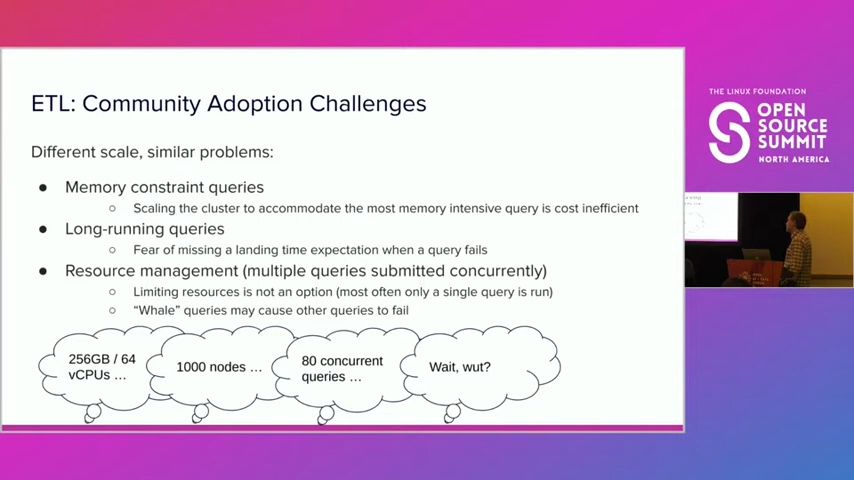 ETL: Community Adoption Challenges
Different scale, similar problems:
● Memory constraint queries
○ Scaling the cluster to accommodate the most memory intensive query is cost inefficient
● Long-running queries
○ Fear of missing a landing time expectation when a query fails
● Resource management (multiple queries submitted concurrently)
○ Limiting resources is not an option (most often only a single query is run)
○ “Whale” queries may cause other queries to fail
256GB / 64
vCPUs ...
1000 nodes ...
80 concurrent
queries ...
Wait, wut?
THE LINUX FOUNDATION
OPEN
SOURCE
SUMMIT
NORTH AMERICA